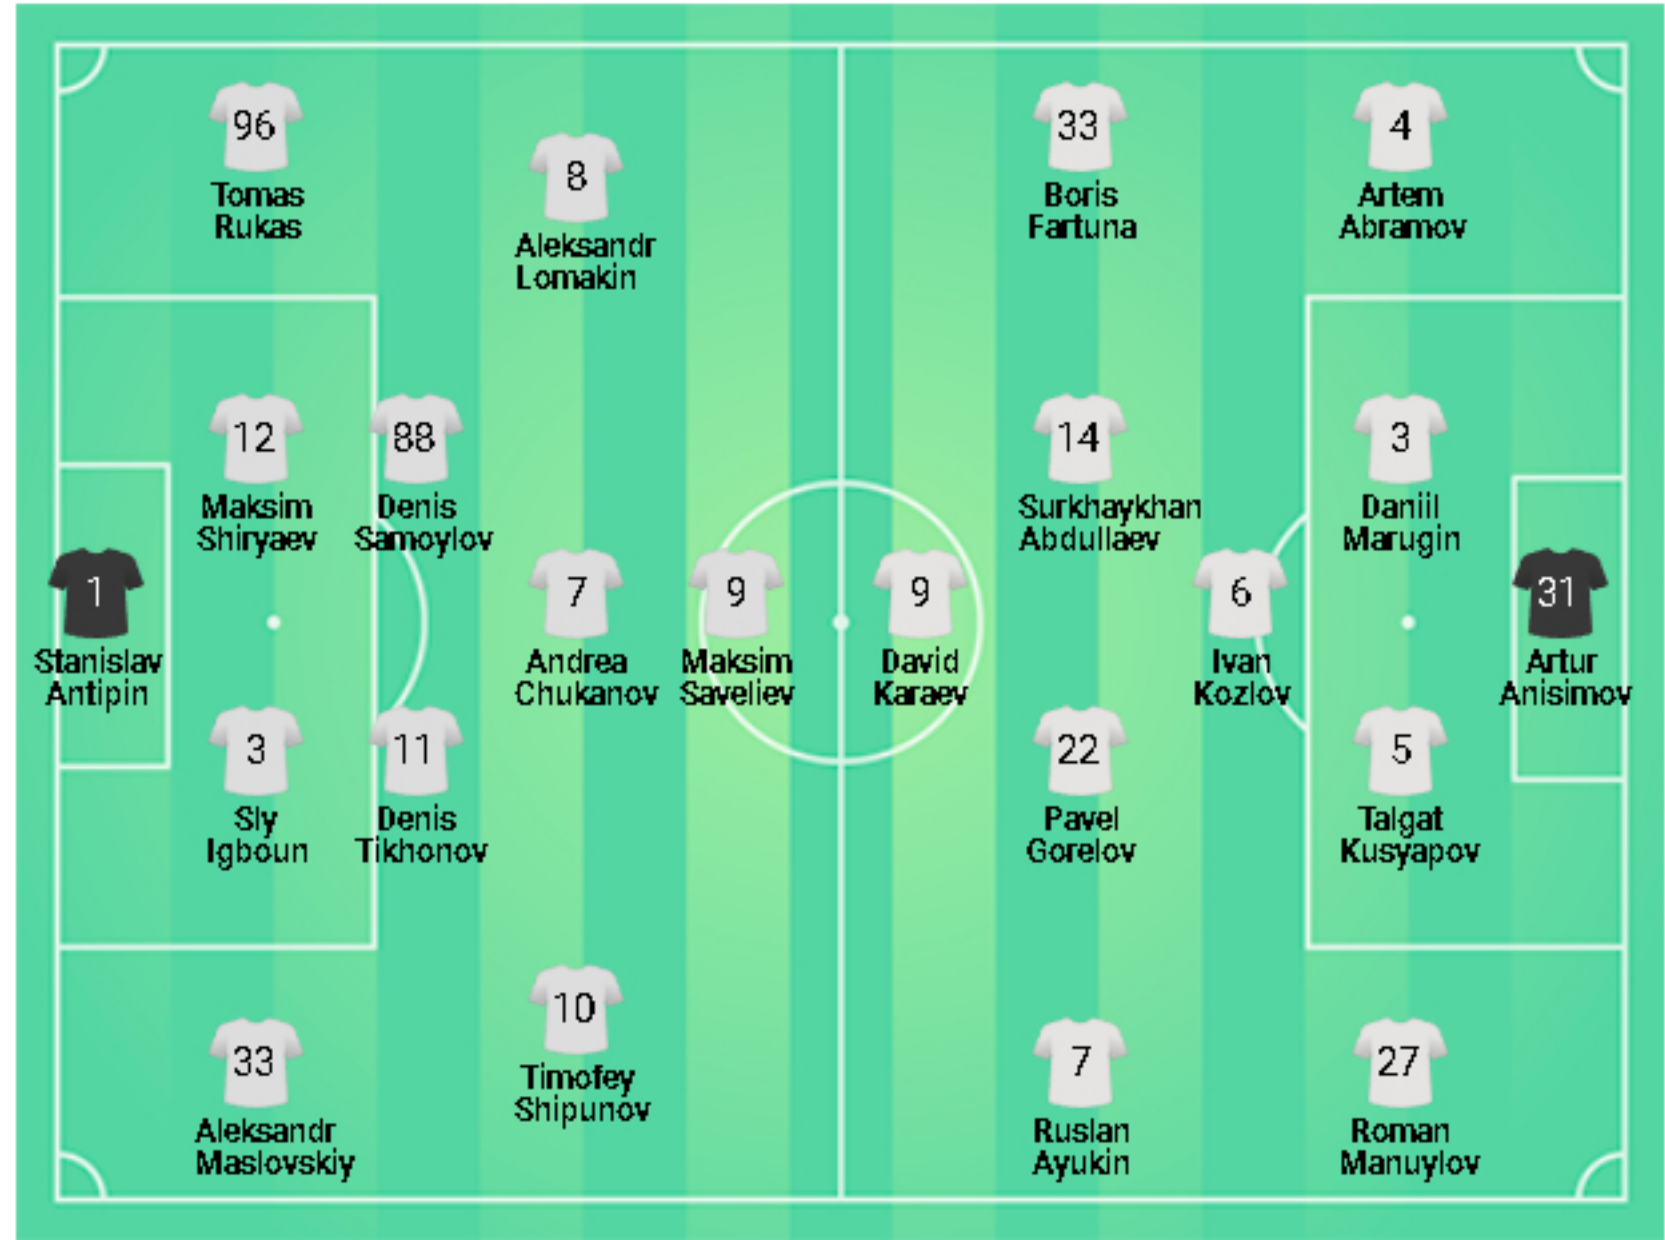 96
Tomas
Rukas
8
Aleksandr
Lomakin
33
Boris
Fartuna
4
Artem
Abramov
12
Maksim
Shiryaev
88
Denis
Samoylov
14
Surkhaykhan
Abdullaev
3
Daniil
Marugin
1
Stanislav
Antipin
7
Andrea
Chukanov
9
Maksim
Saveliev
9
David
Karaev
6
Ivan
Kozlov
31
Artur
Anisimov
3
Sly
Igboun
11
Denis
Tikhonov
22
Pavel
Gorelov
5
Talgat
Kusyapov
10
Timofey
Shipunov
33
Aleksandr
Maslovskiy
7
Ruslan
Ayukin
27
Roman
Manuylov